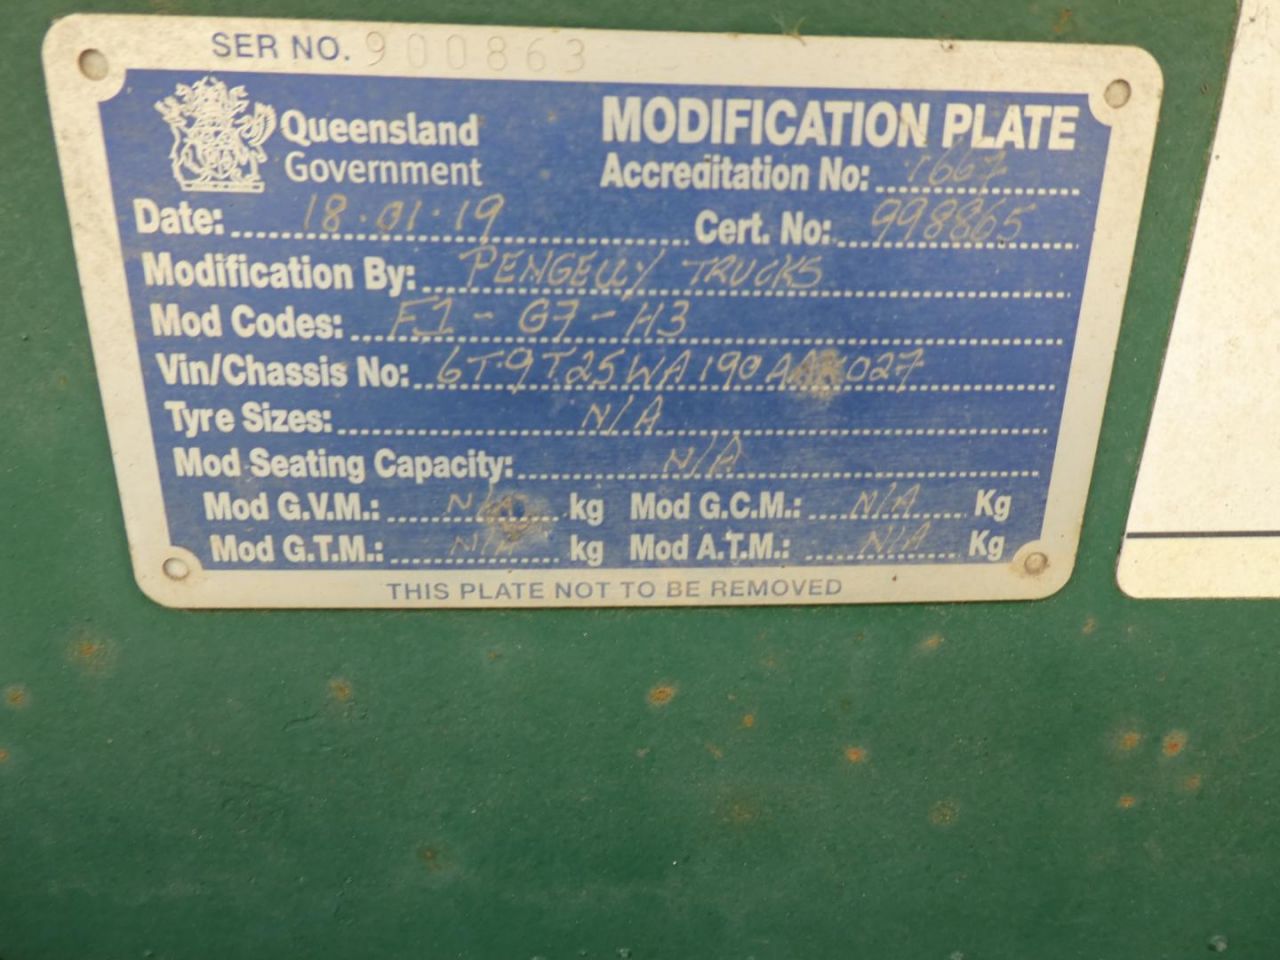 SER NO. 900863
Queensland
Government
MODIFICATION PLATE
Accreditation No: 1667
Date: 18.01.19 Cert. No: 998865
Modification By: PENGELLY TRUCKS
Mod Codes: F1 - G7 - H3
Vin/Chassis No:
Tyre Sizes: N/A
Mod Seating Capacity: N/A
Mod G.V.M.: N/A kg Mod G.C.M.: N/A Kg
Mod G.T.M.: N/A kg Mod A.T.M.: N/A Kg
THIS PLATE NOT TO BE REMOVED